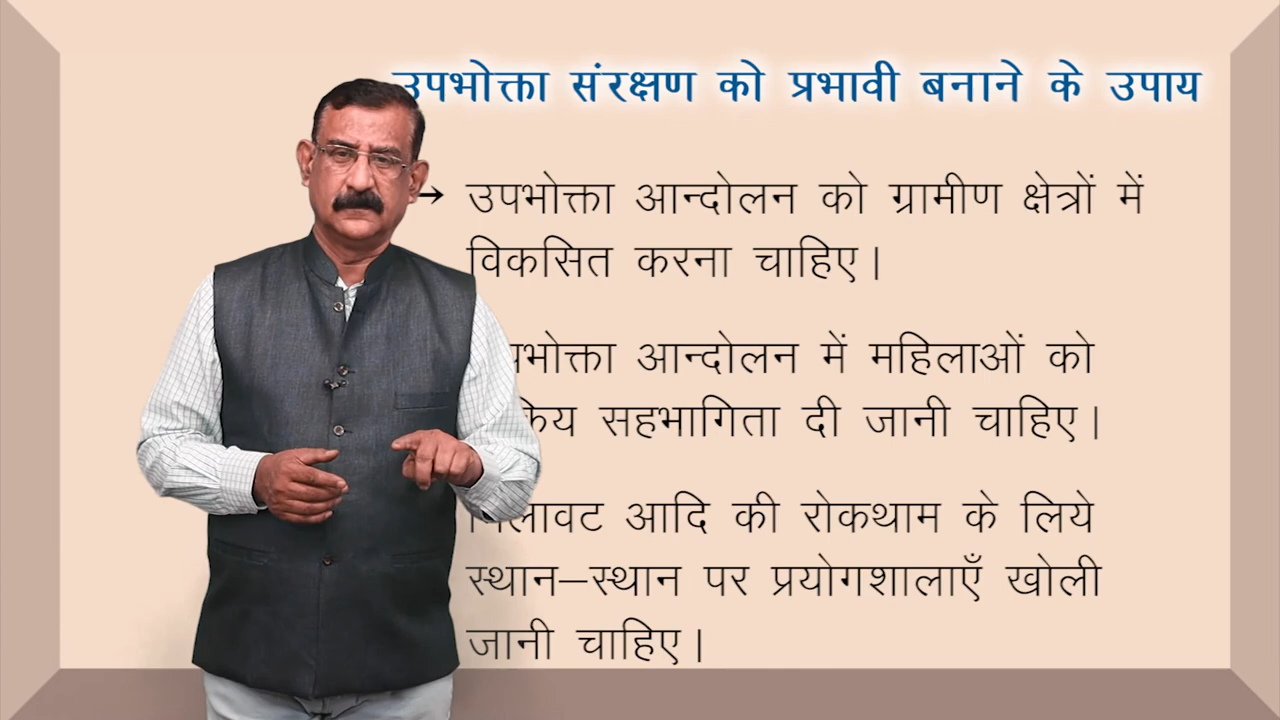 उपभोक्ता संरक्षण को प्रभावी बनाने के उपाय
→ उपभोक्ता आन्दोलन को ग्रामीण क्षेत्रों में
विकसित करना चाहिए।
आन्दोलन में महिलाओं को
सहभागिता दी जानी चाहिए।
आदि की रोकथाम के लिये
स्थान–स्थान पर प्रयोगशालाएँ खोली
जानी चाहिए।